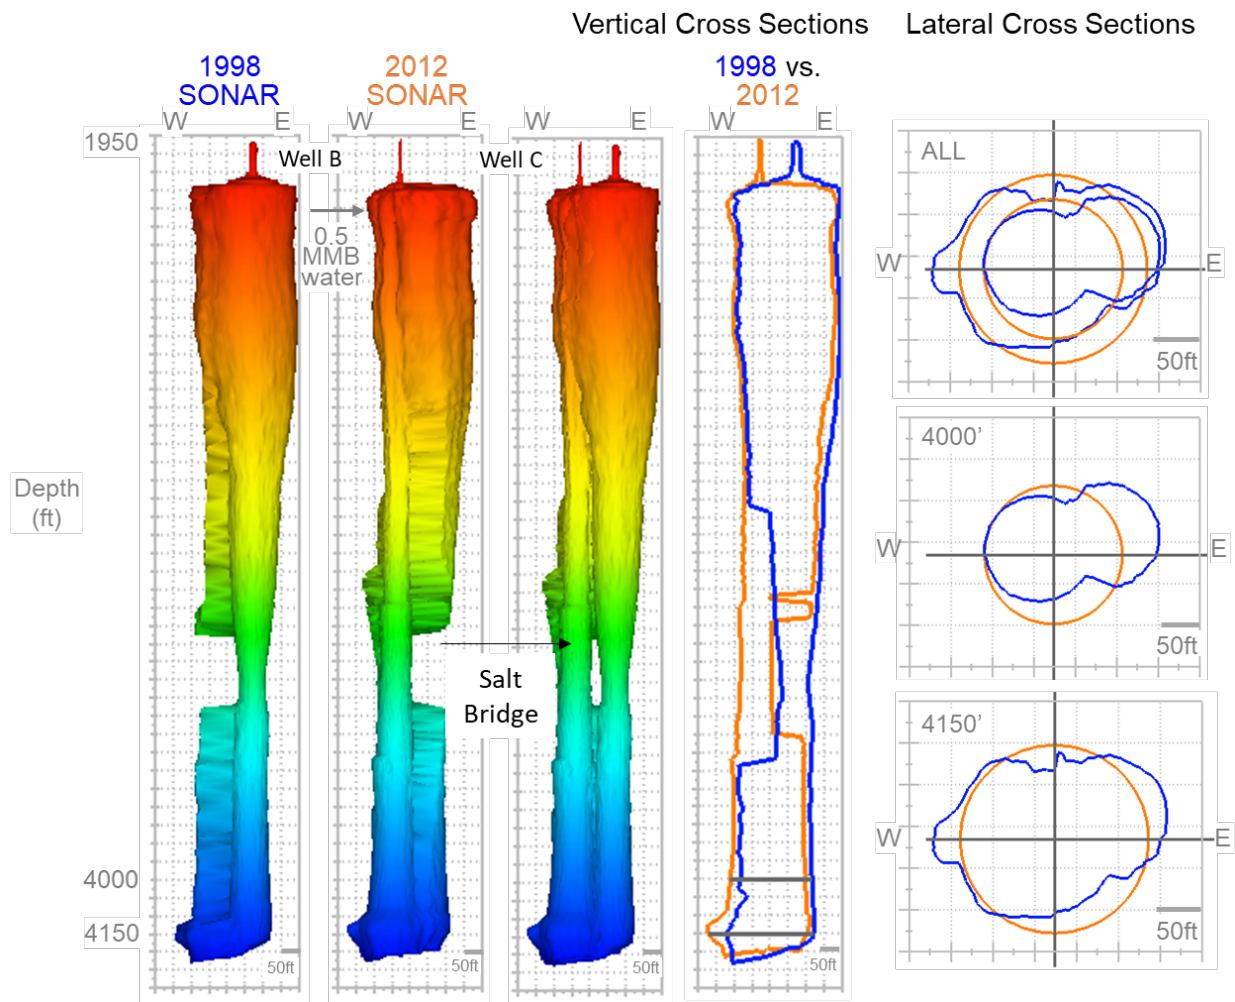 Vertical Cross Sections
Lateral Cross Sections
1998
SONAR
2012
SONAR
1998 vs.
2012
W
E
W
E
W
E
W
E
1950
Well B
Well C
0.5
MMB
water
Depth
(ft)
Salt
Bridge
4000
4150
50ft
50ft
50ft
50ft
ALL
W
E
50ft
4000’
W
E
50ft
4150’
W
E
50ft